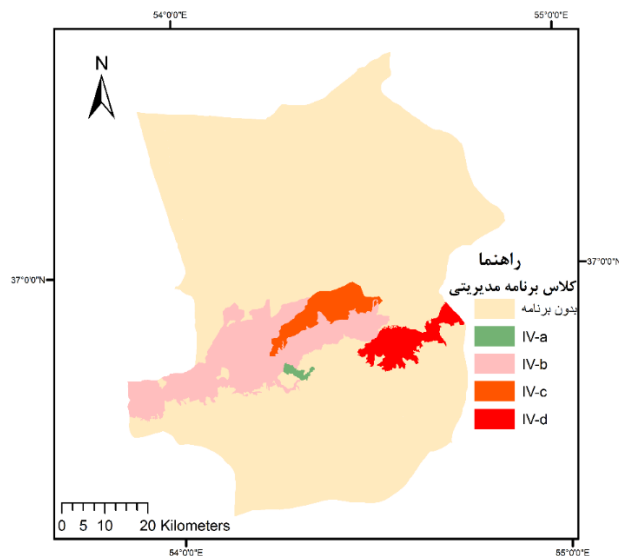 54°0'0"E 55°0'0"E
N
37°0'0"N 37°0'0"N
راهنما
کلاس برنامه مدیریتی
بدون برنامه
IV-a
IV-b
IV-c
IV-d
0 5 10 20 Kilometers
54°0'0"E 55°0'0"E